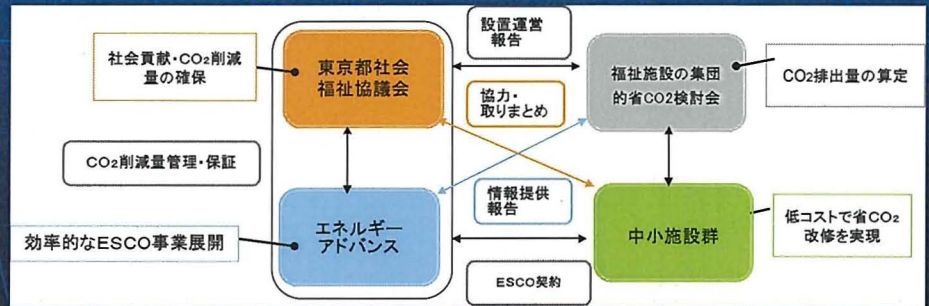 設置運営
報告
社会貢献・CO₂削減
量の確保
東京都社会
福祉協議会
福祉施設の集団
的省CO2検討会
CO₂排出量の算定
協力・
取りまとめ
CO₂削減量管理・保証
情報提供
報告
エネルギー
アドバンス
中小施設群
低コストで省CO₂
改修を実現
効率的なESCO事業展開
ESCO契約